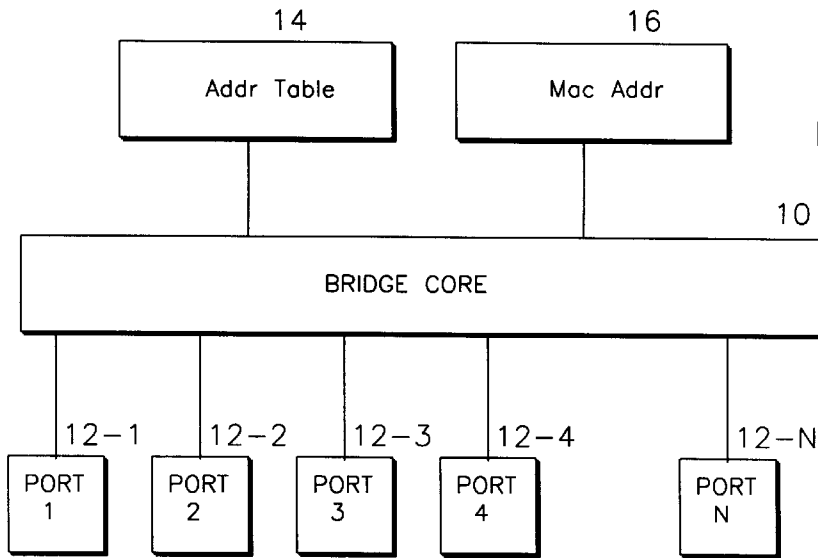 14
16
Addr Table
Mac Addr
10
BRIDGE CORE
12-1
12-2
12-3
12-4
12-N
PORT
1
PORT
2
PORT
3
PORT
4
PORT
N